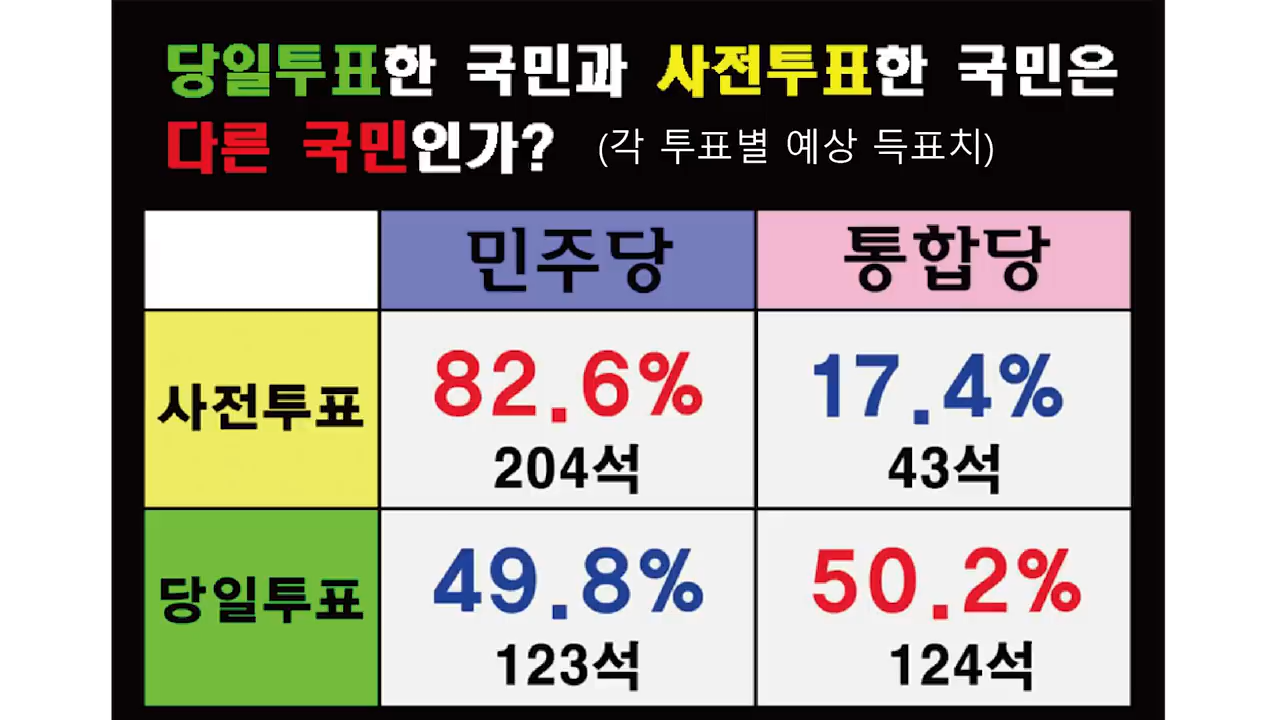 당일투표한 국민과 사전투표한 국민은
다른 국민인가? (각 투표별 예상 득표치)
민주당 통합당
사전투표 82.6% 17.4%
204석 43석
당일투표 49.8% 50.2%
123석 124석